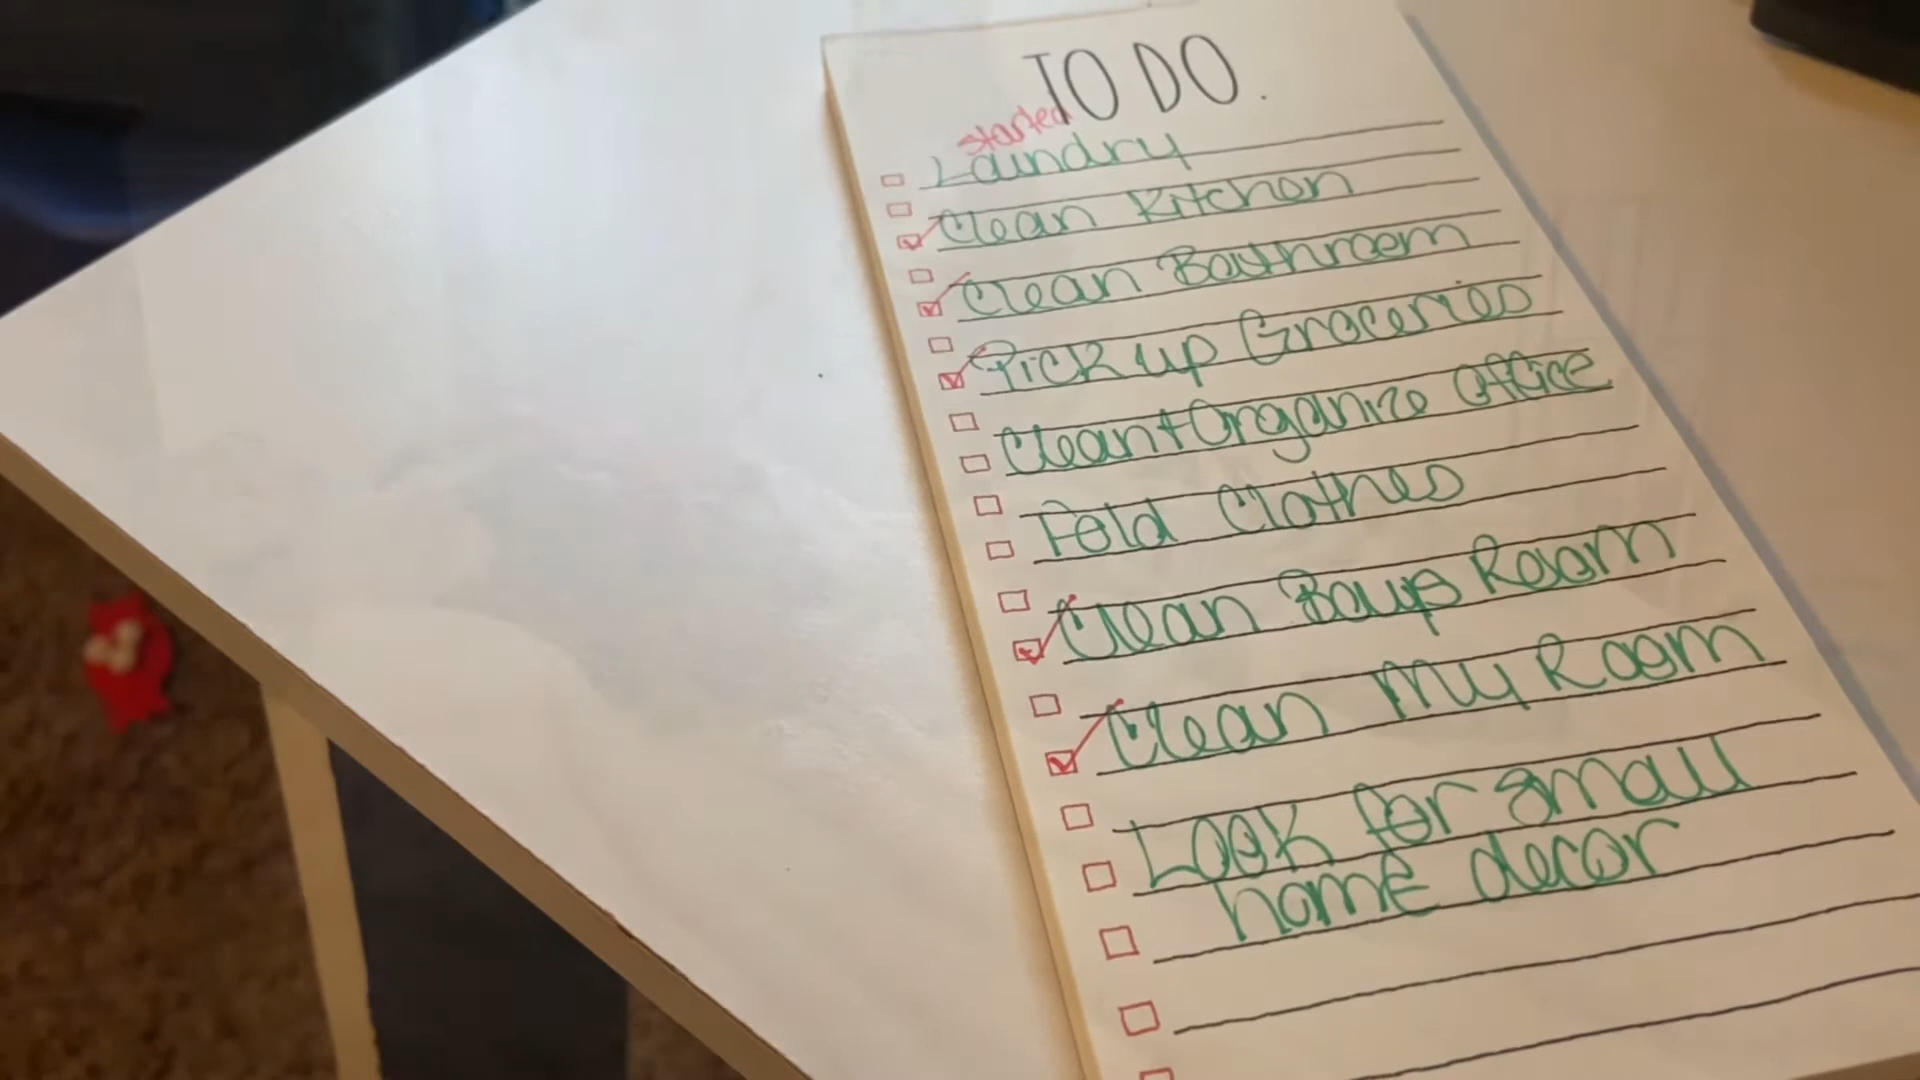 TO DO.
started
Laundry
Clean Kitchen
Clean Bathroom
Pick up Groceries
Clean + Organize Office
Fold Clothes
Clean Boys Room
Clean My Room
Look for small
home decor